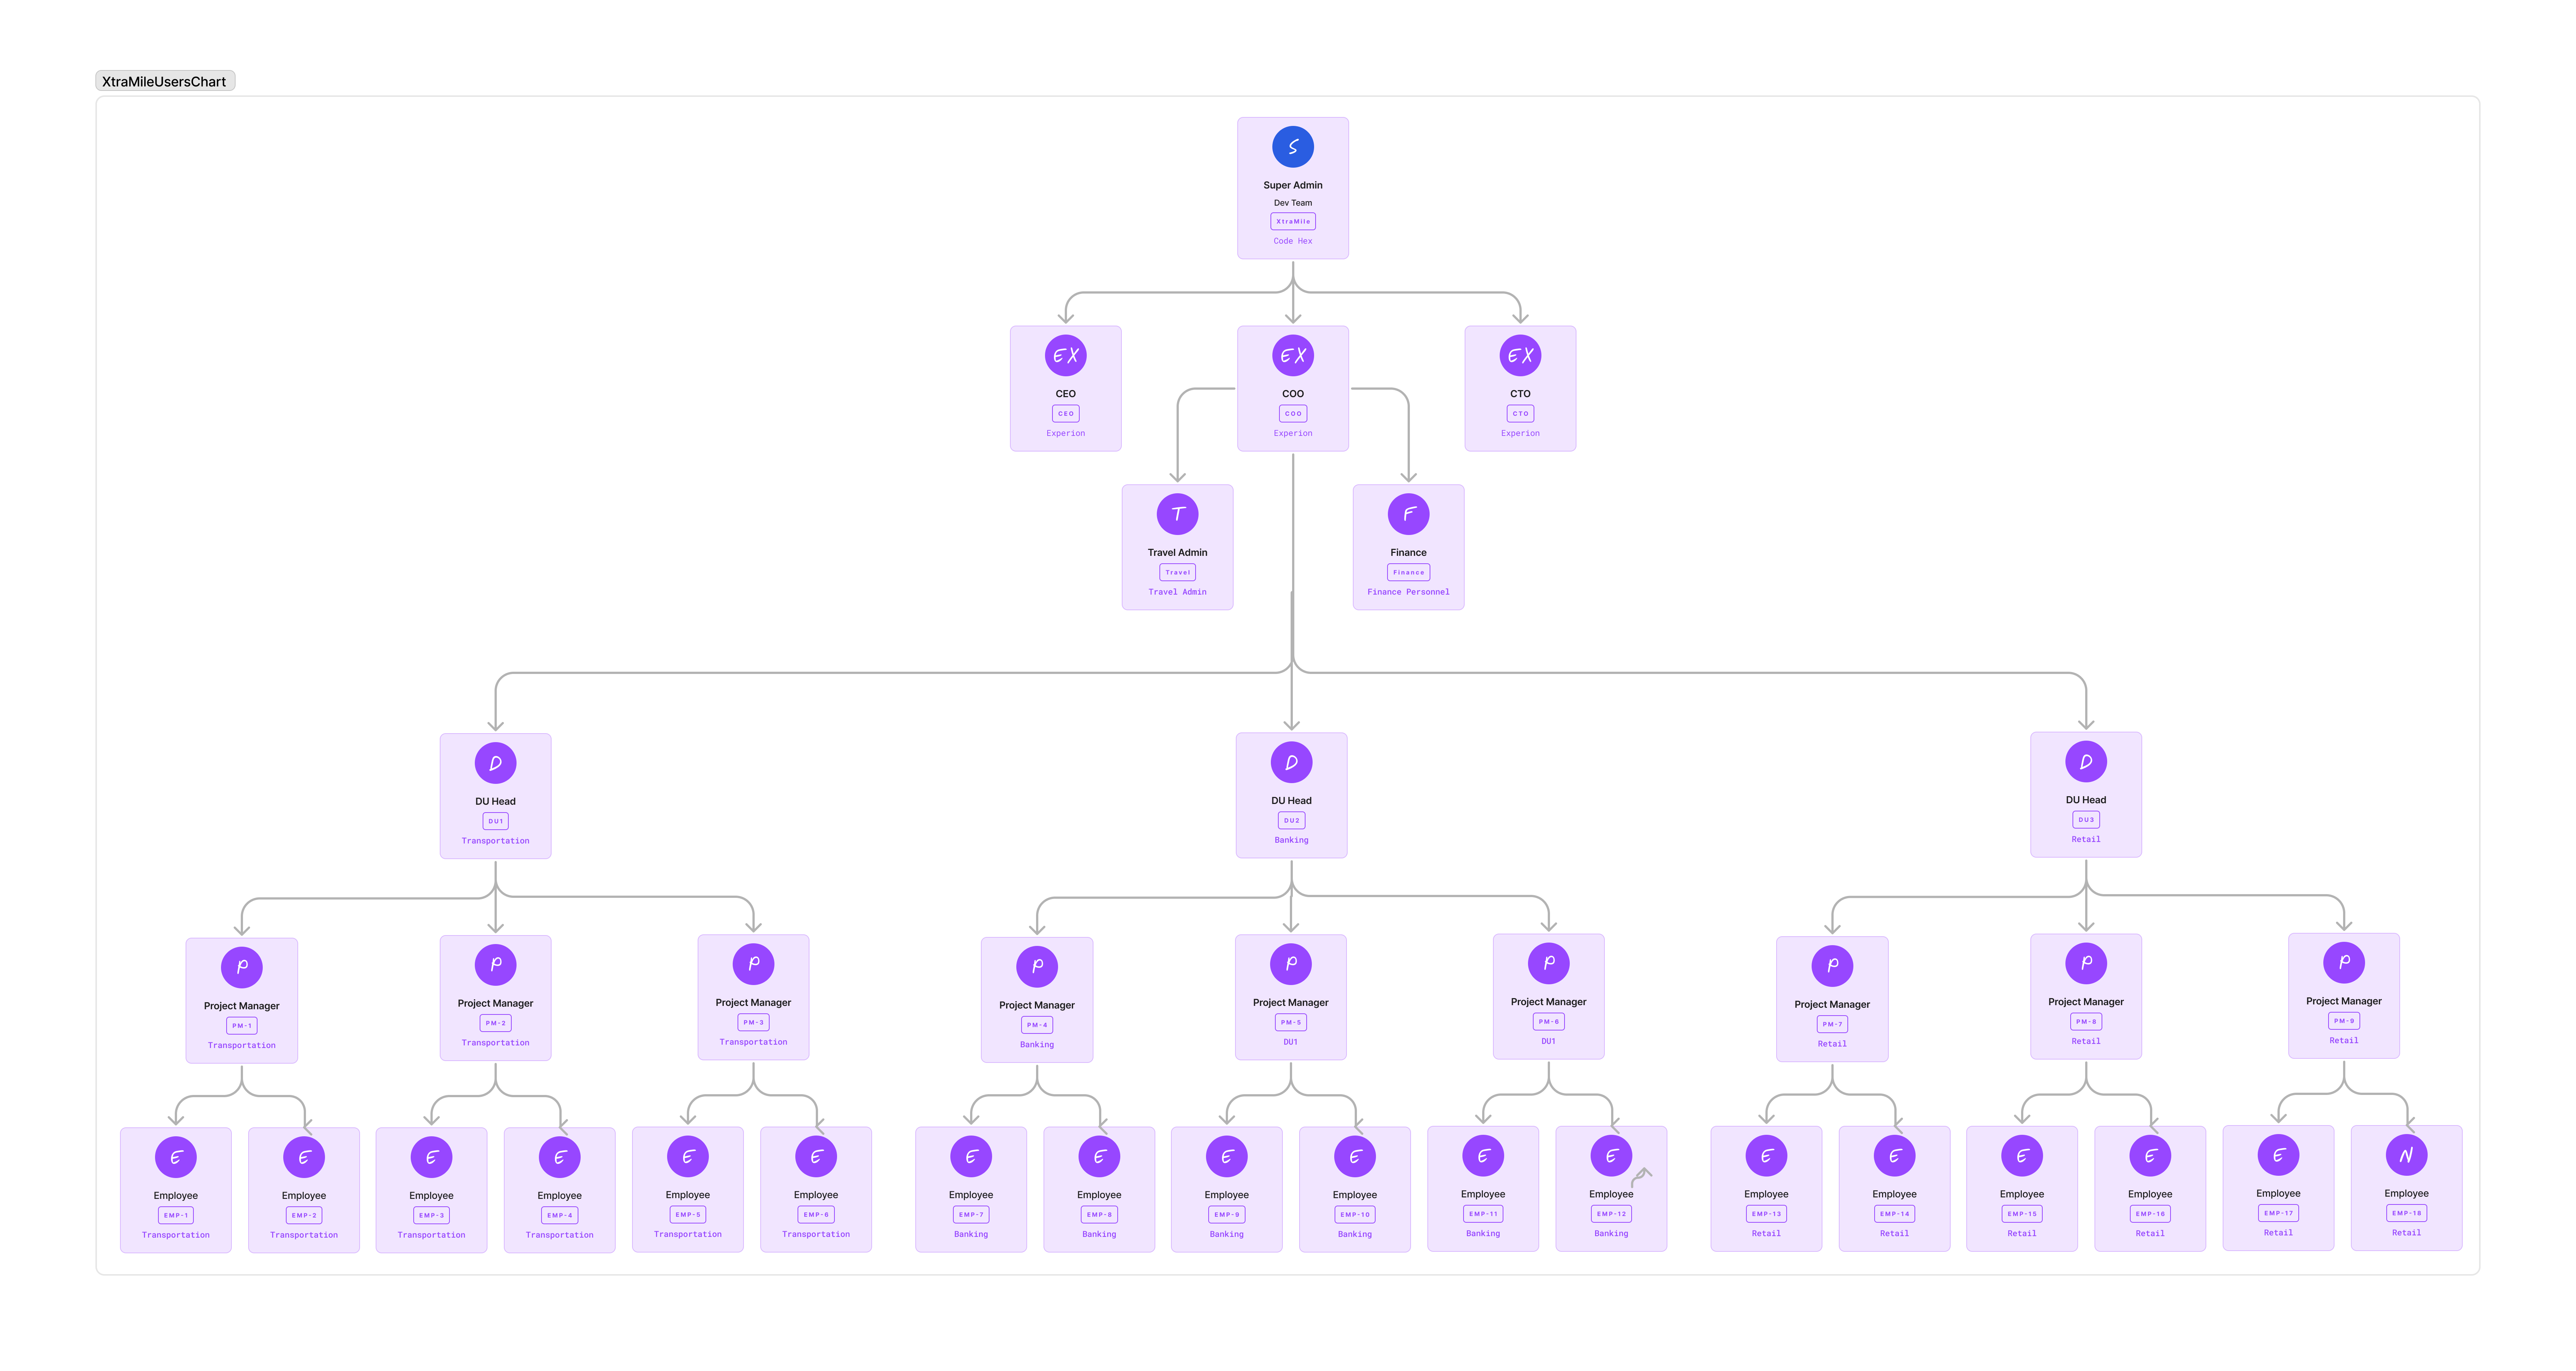 XtraMileUsersChart
S
Super Admin
Dev Team
XtraMile
Code Hex
EX
CEO
CEO
Experion
EX
COO
COO
Experion
EX
CTO
CTO
Experion
T
Travel Admin
Travel
Travel Admin
F
Finance
Finance
Finance Personnel
D
DU Head
DU1
Transportation
D
DU Head
DU2
Banking
D
DU Head
DU3
Retail
P
Project Manager
PM-1
Transportation
P
Project Manager
PM-2
Transportation
P
Project Manager
PM-3
Transportation
P
Project Manager
PM-4
Banking
P
Project Manager
PM-5
DU1
P
Project Manager
PM-6
DU1
P
Project Manager
PM-7
Retail
P
Project Manager
PM-8
Retail
P
Project Manager
PM-9
Retail
E
Employee
EMP-1
Transportation
E
Employee
EMP-2
Transportation
E
Employee
EMP-3
Transportation
E
Employee
EMP-4
Transportation
E
Employee
EMP-5
Transportation
E
Employee
EMP-6
Transportation
E
Employee
EMP-7
Banking
E
Employee
EMP-8
Banking
E
Employee
EMP-9
Banking
E
Employee
EMP-10
Banking
E
Employee
EMP-11
Banking
E
Employee
EMP-12
Banking
E
Employee
EMP-13
Retail
E
Employee
EMP-14
Retail
E
Employee
EMP-15
Retail
E
Employee
EMP-16
Retail
E
Employee
EMP-17
Retail
N
Employee
EMP-18
Retail